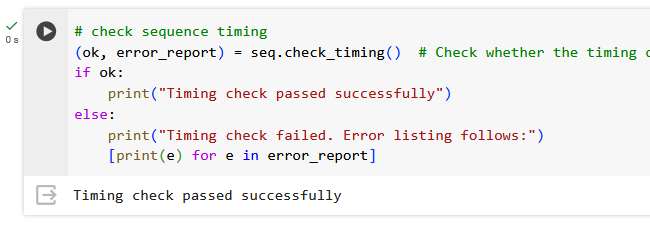 # check sequence timing
(ok, error_report) = seq.check_timing()  # Check whether the timing
if ok:
    print("Timing check passed successfully")
else:
    print("Timing check failed. Error listing follows:")
    [print(e) for e in error_report]
0 s
Timing check passed successfully